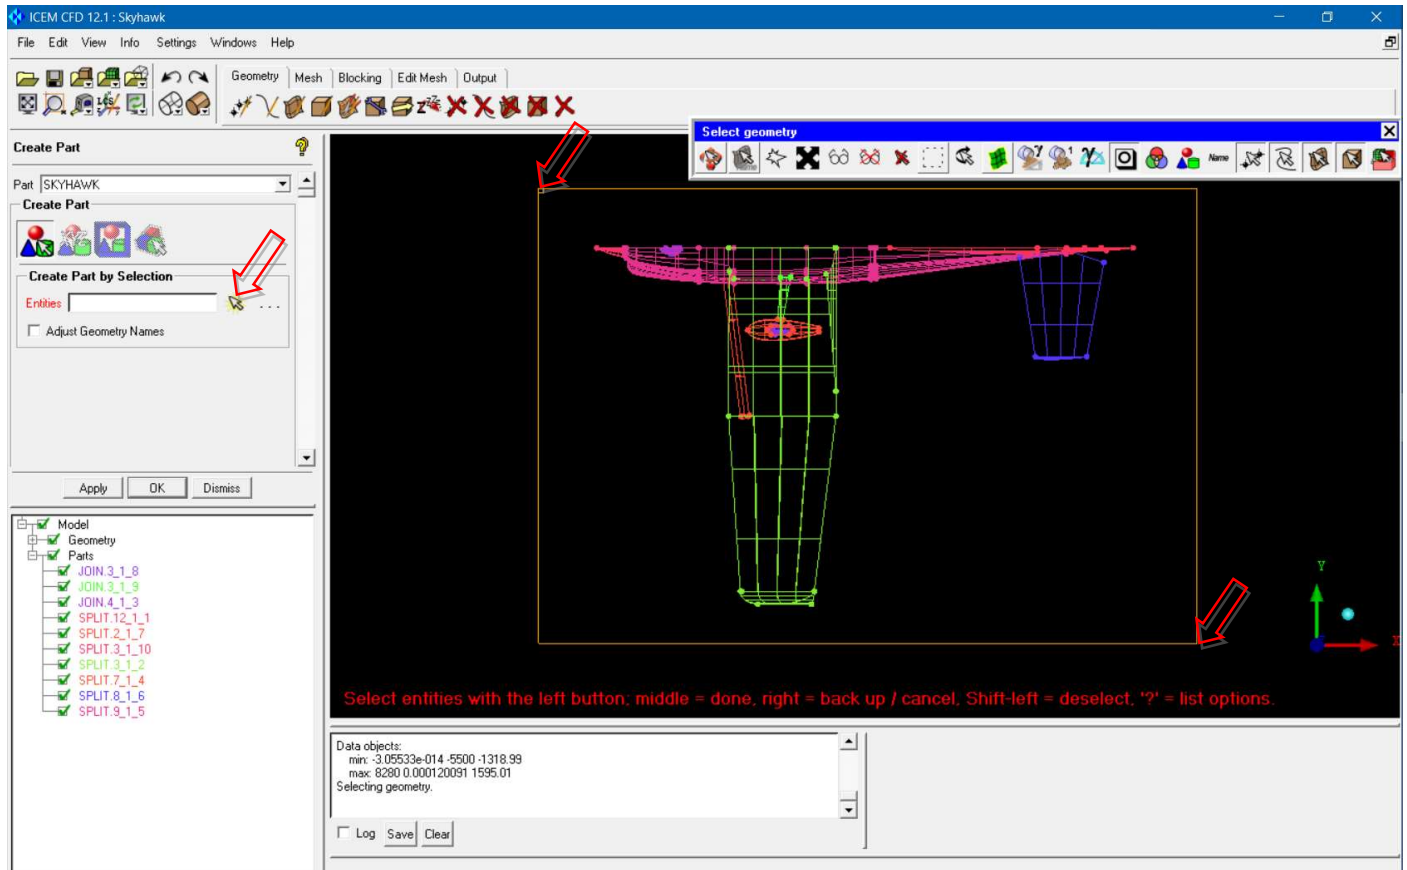 ICEM CFD 12.1 : Skyhawk
File Edit View Info Settings Windows Help
Geometry Mesh Blocking Edit Mesh Output
Select geometry
Name
Create Part
Part SKYHAWK
Create Part
Create Part by Selection
Entities
. . .
Adjust Geometry Names
Apply OK Dismiss
Model
Geometry
Parts
JOIN.3_1_8
JOIN.3_1_9
JOIN.4_1_3
SPLIT.12_1_1
SPLIT.2_1_7
SPLIT.3_1_10
SPLIT.3_1_2
SPLIT.7_1_4
SPLIT.8_1_6
SPLIT.9_1_5
Y
X
Select entities with the left button; middle = done, right = back up / cancel, Shift-left = deselect, '?' = list options.
Data objects:
min: -3.05533e-014 -5500 -1318.99
max: 8280 0.000120091 1595.01
Selecting geometry.
Log Save Clear